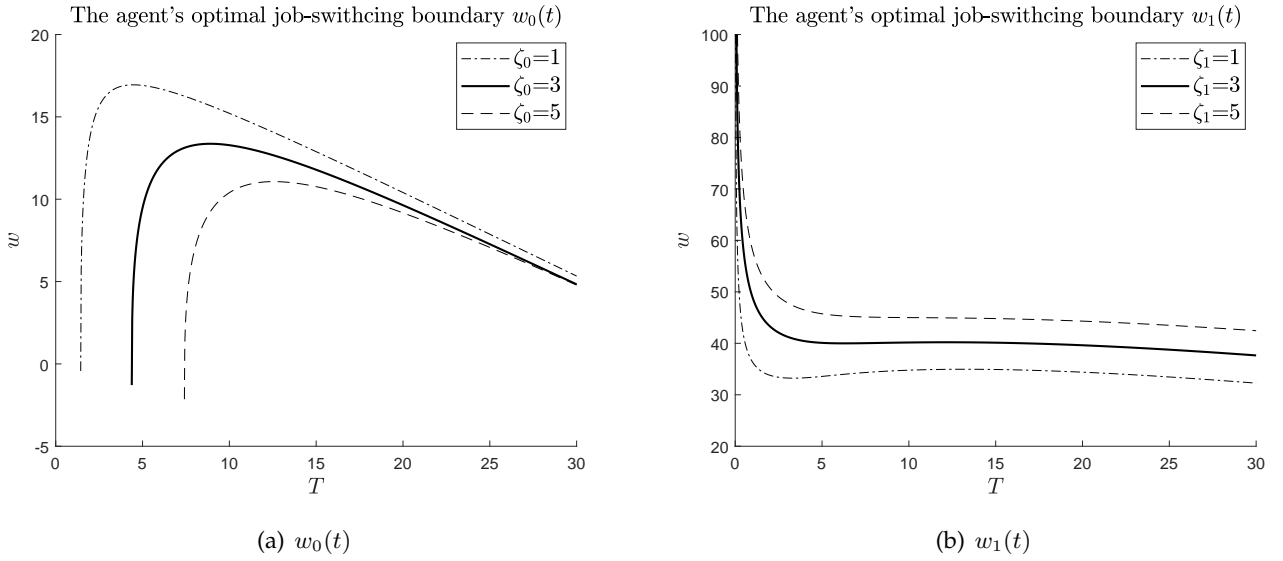 The agent's optimal job-swithcing boundary w₀(t)
20
15
10
5
0
-5
w
0 5 10 15 20 25 30
T
ζ₀=1
ζ₀=3
ζ₀=5
(a) w₀(t)
The agent's optimal job-swithcing boundary w₁(t)
100
90
80
70
60
50
40
30
20
w
0 5 10 15 20 25 30
T
ζ₁=1
ζ₁=3
ζ₁=5
(b) w₁(t)